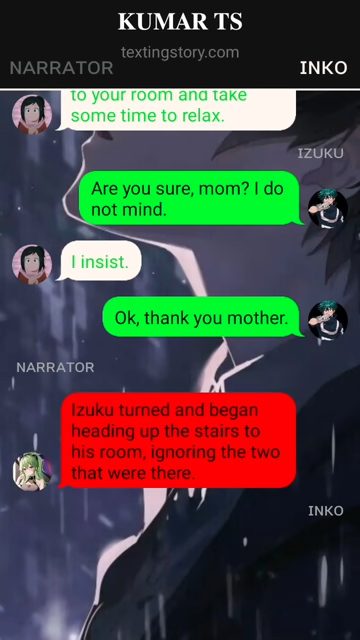 KUMAR TS
textingstory.com
NARRATOR
INKO
to your room and take
some time to relax.
IZUKU
Are you sure, mom? I do
not mind.
I insist.
Ok, thank you mother.
NARRATOR
Izuku turned and began
heading up the stairs to
his room, ignoring the two
that were there.
INKO